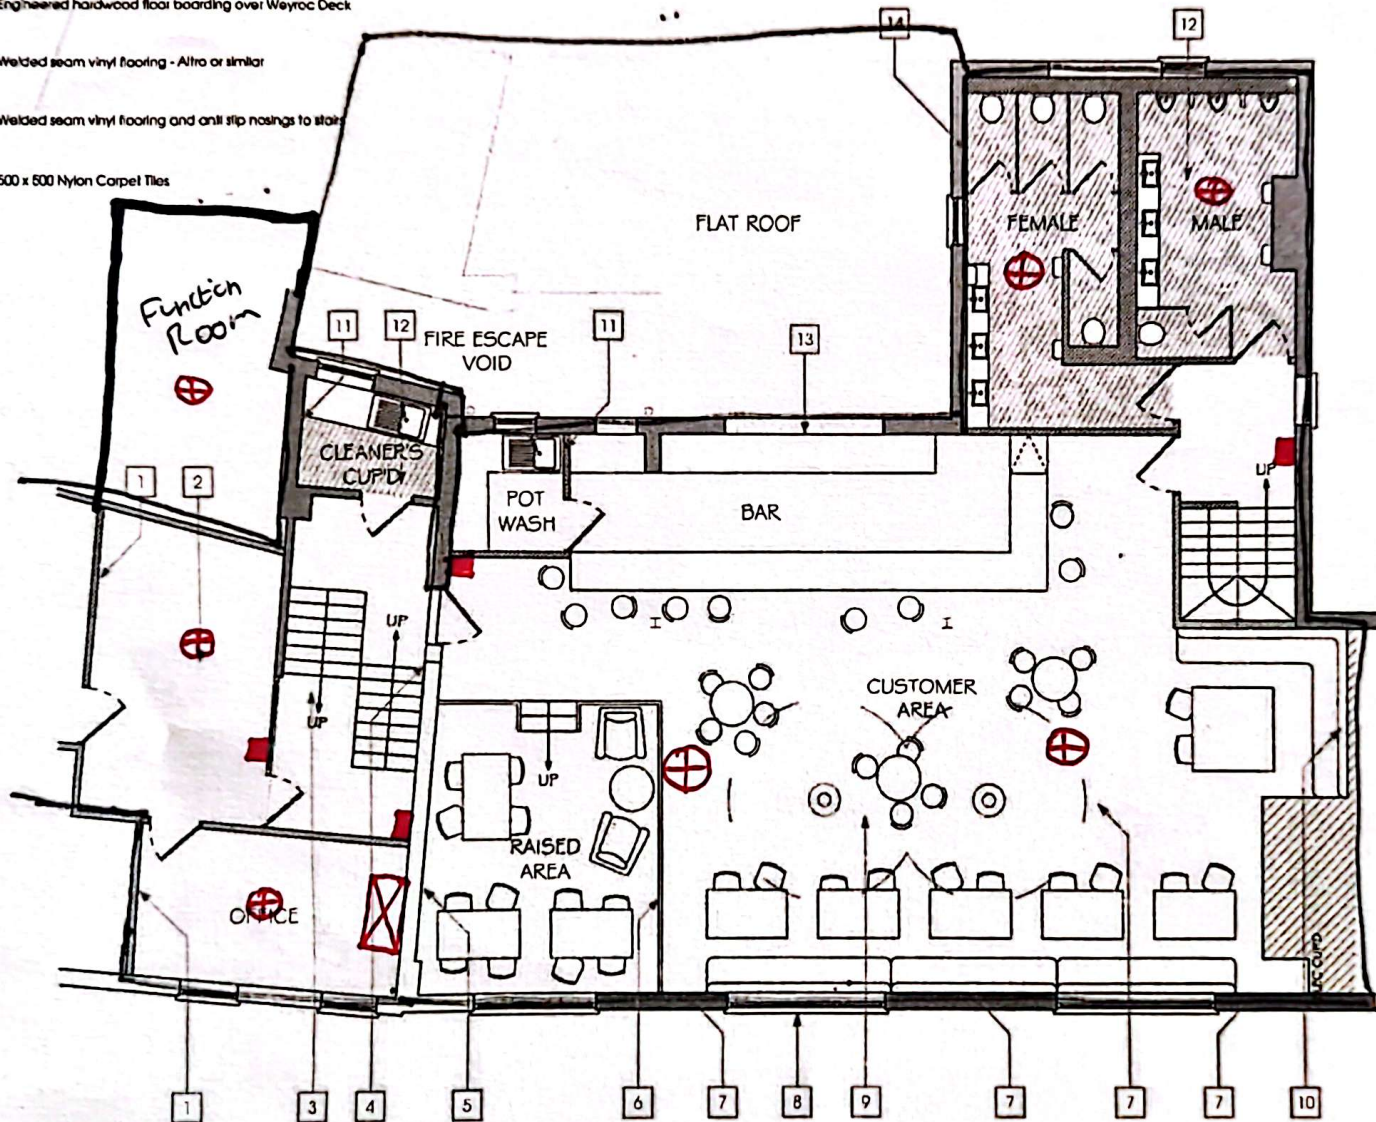 Engineered hardwood floor boarding over Weyroc Deck
Welded seam vinyl flooring - Altro or similar
Welded seam vinyl flooring and anti slip nosings to stairs
500 x 500 Nylon Carpet Tiles
14
12
FLAT ROOF
FEMALE
MALE
Function
Room
11
12
FIRE ESCAPE
VOID
11
13
CLEANER'S
CUP'D
1
2
POT
WASH
BAR
UP
UP
UP
CUSTOMER
AREA
UP
RAISED
AREA
OFFICE
1
3
4
5
6
7
8
9
7
7
7
10